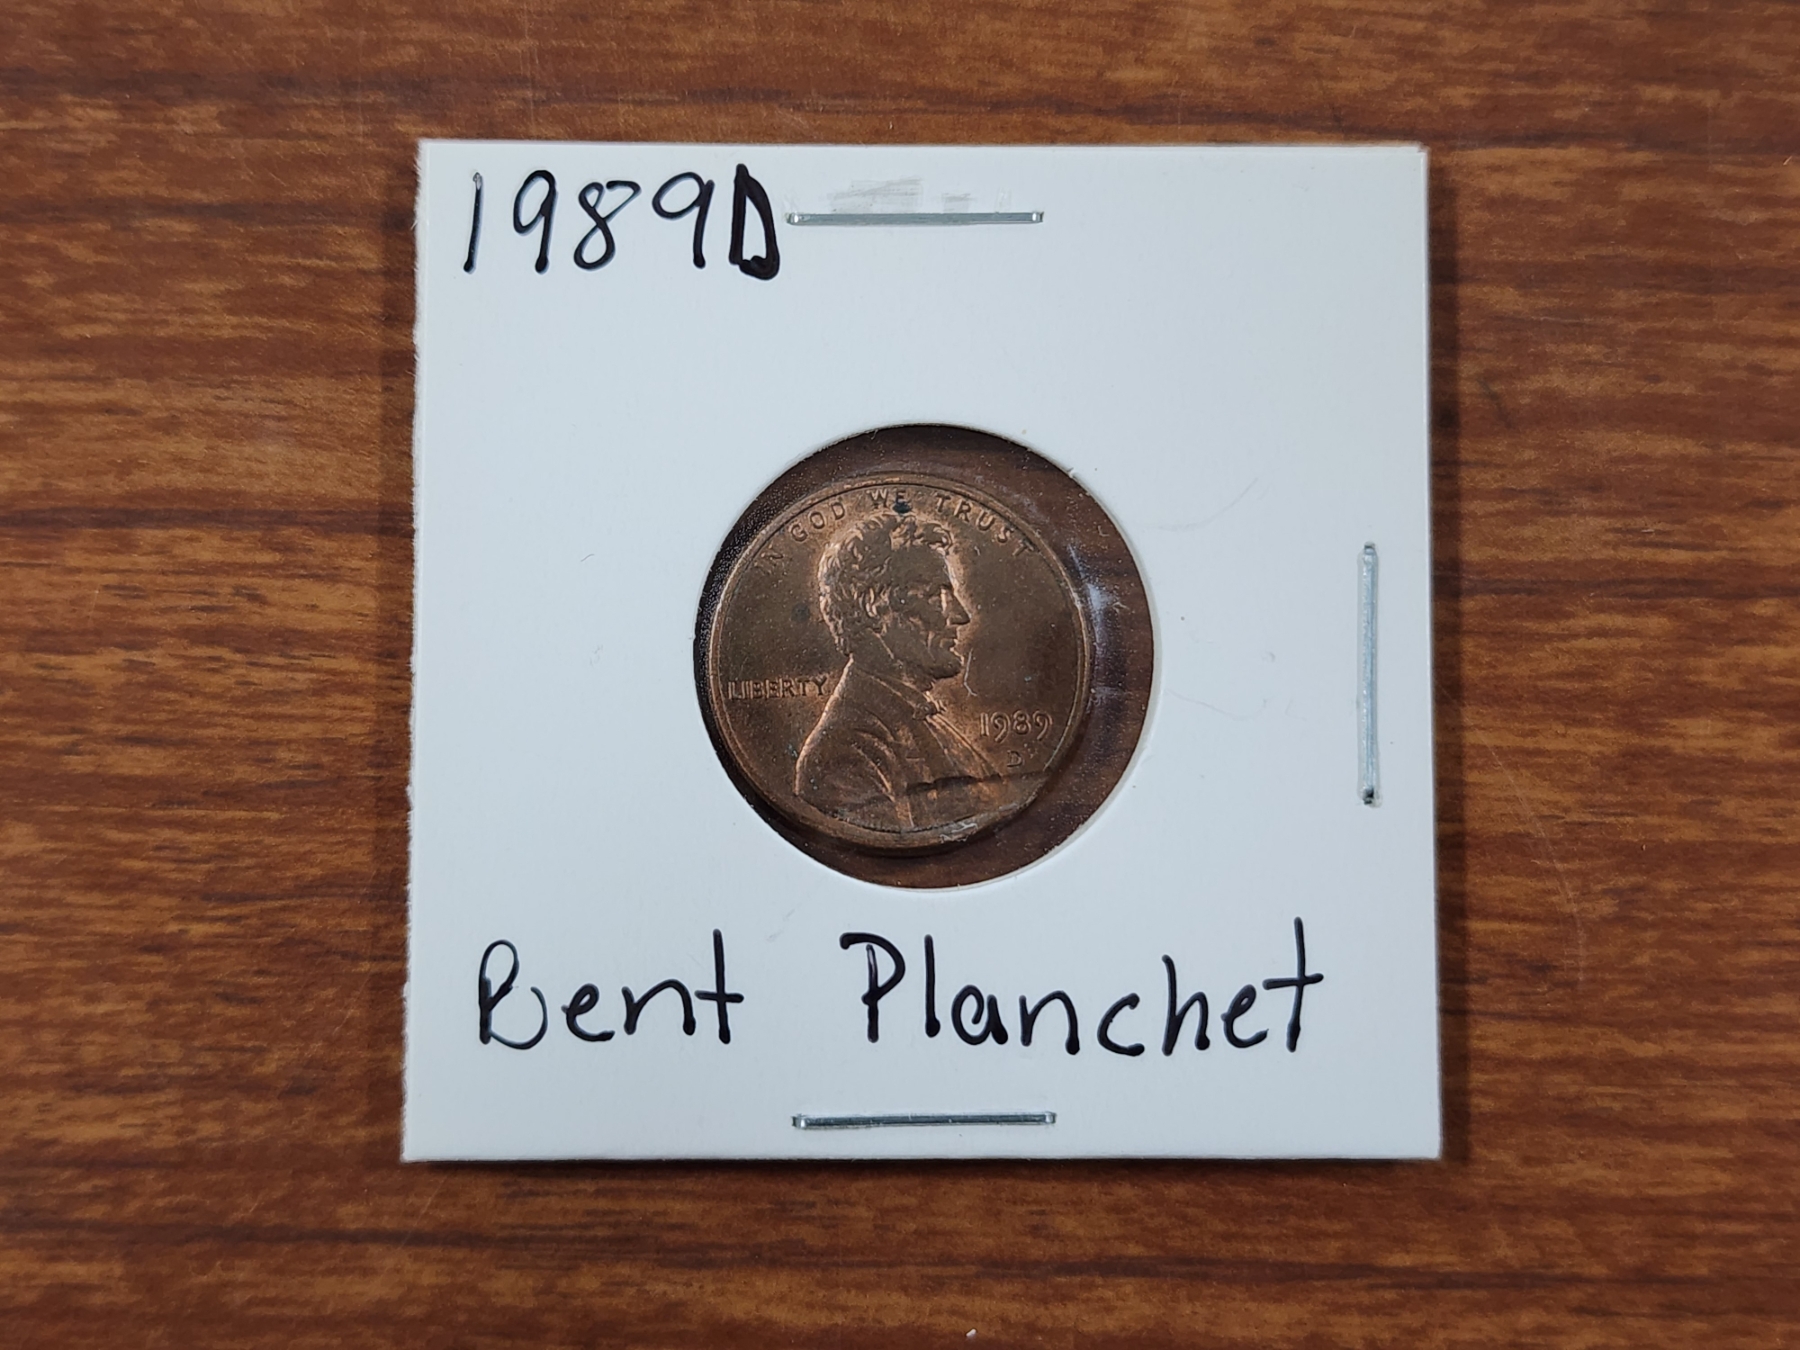 1989D
IN GOD WE TRUST
LIBERTY
1989
D
Bent Planchet